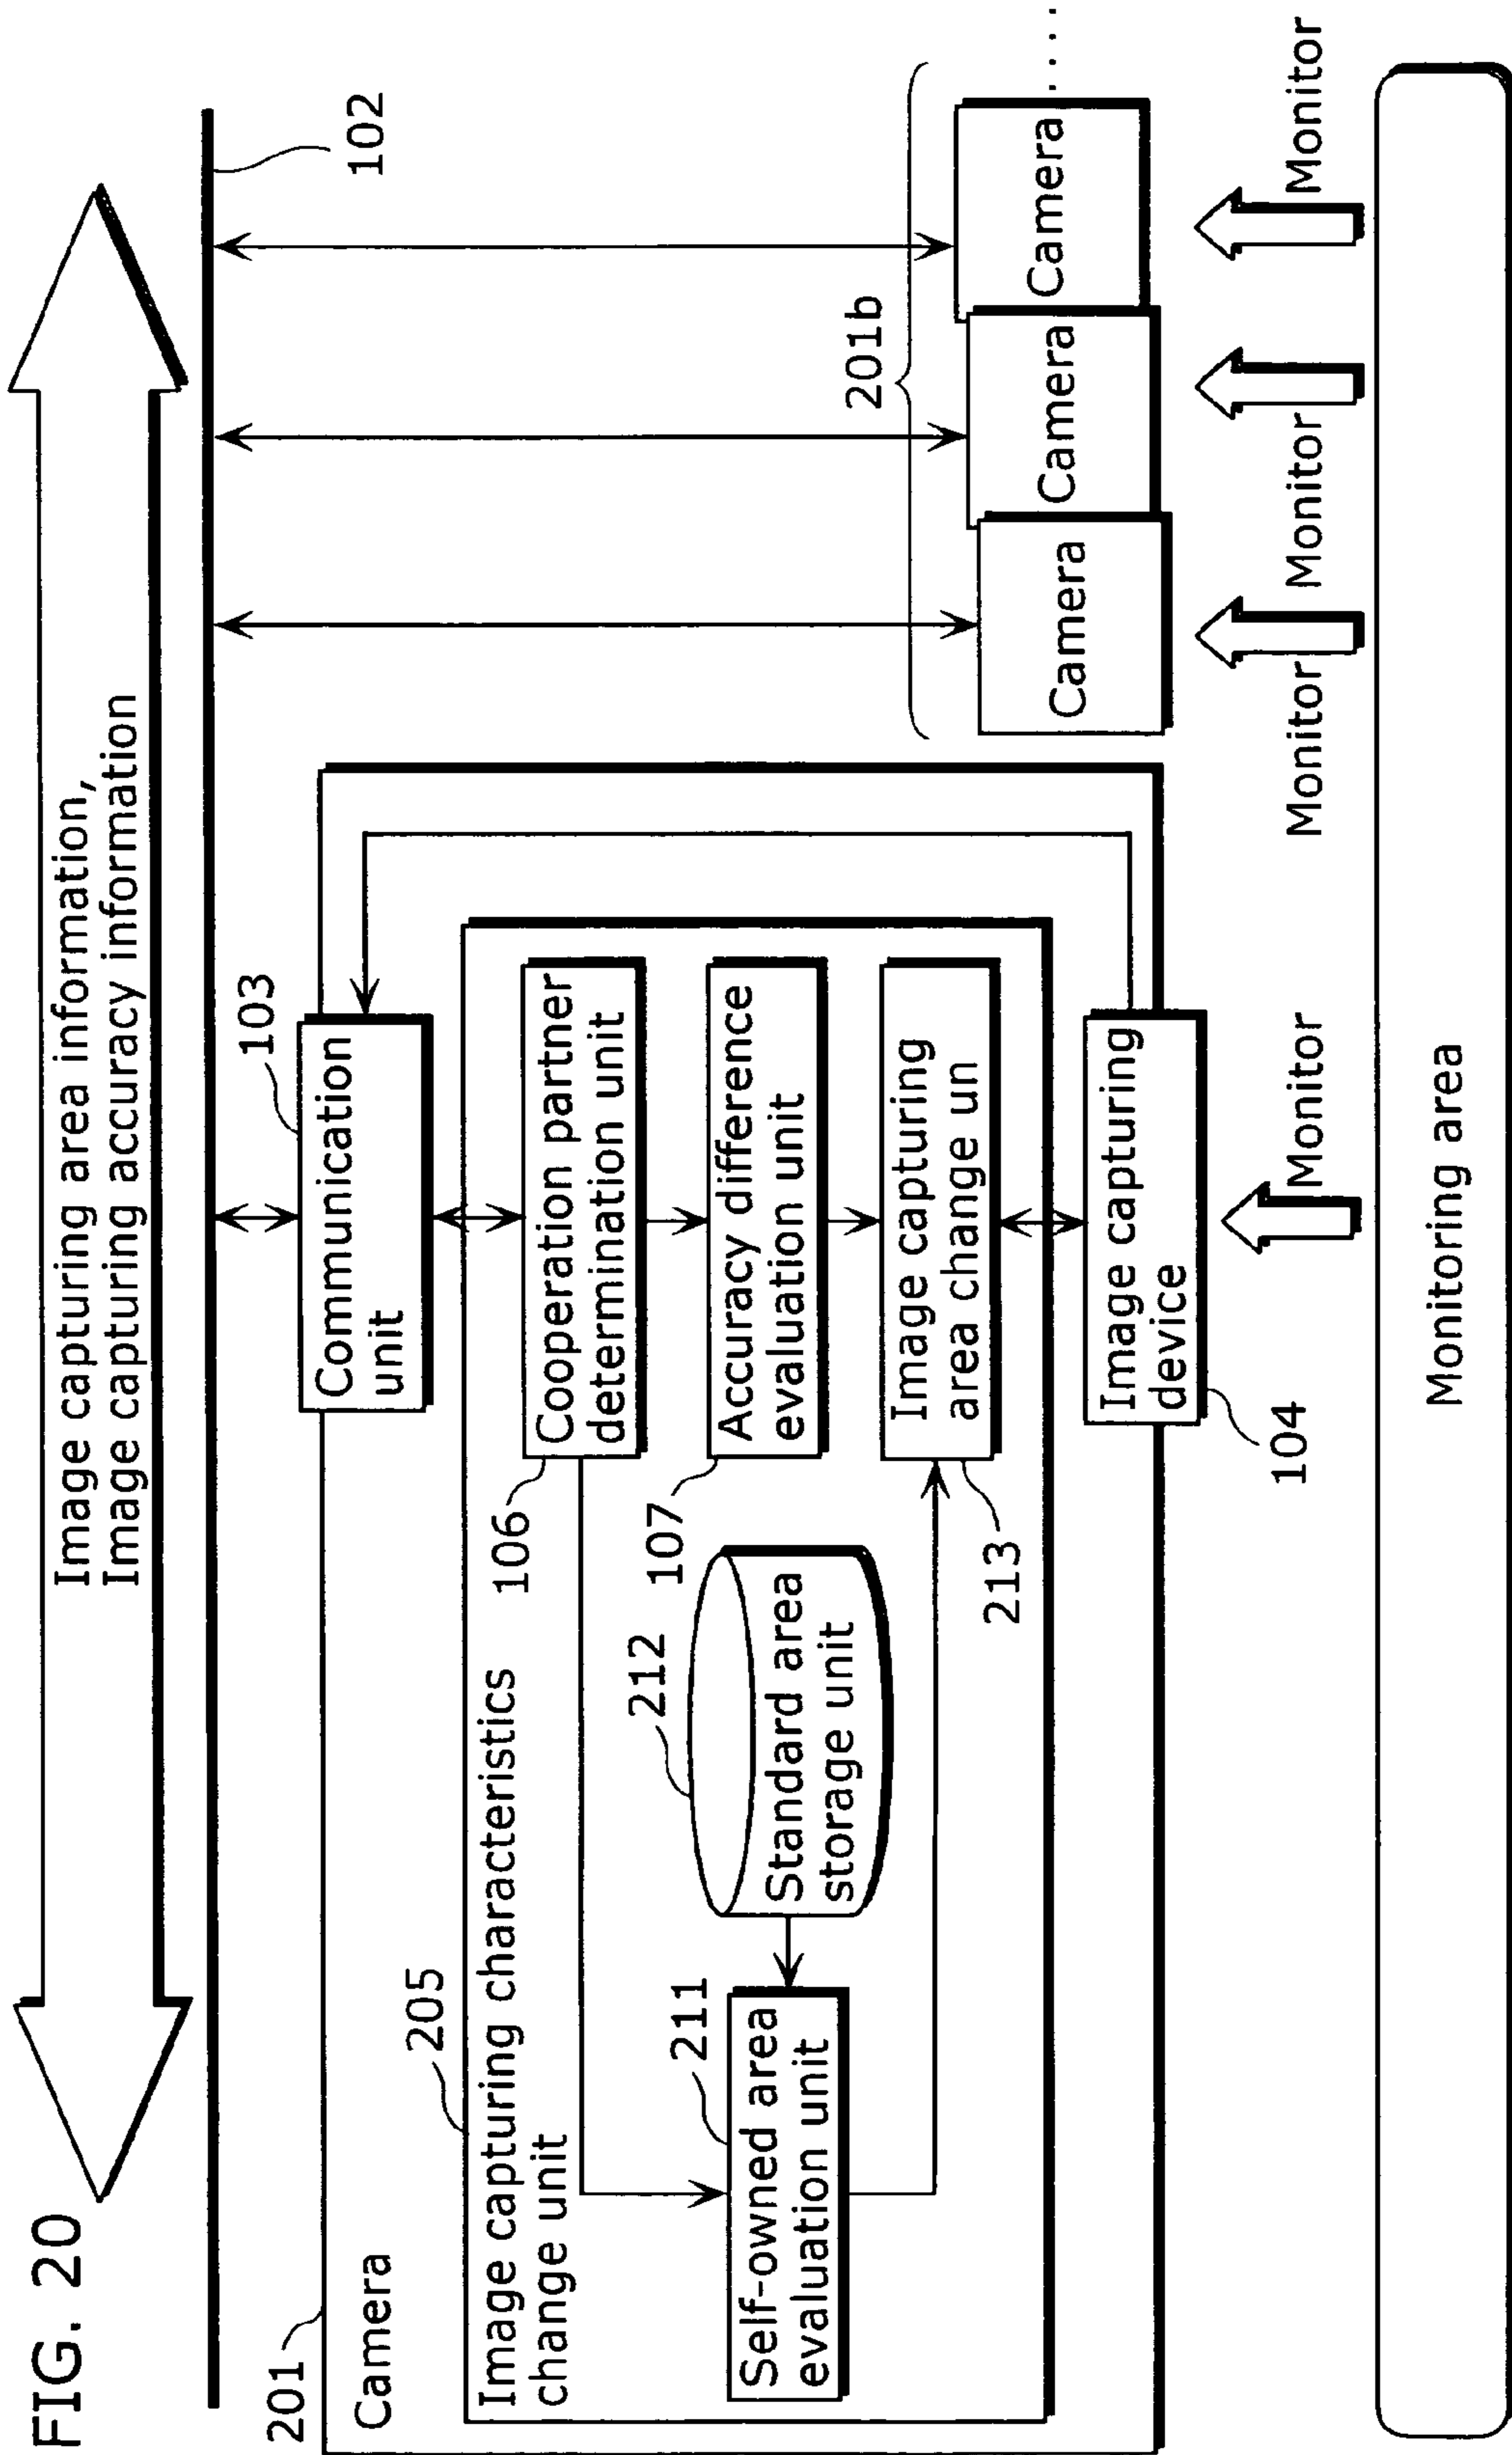 FIG. 20
Image capturing area information,
Image capturing accuracy information
102
201
Camera
103
Communication
unit
205
Image capturing characteristics
change unit
106
Cooperation partner
determination unit
107
Accuracy difference
evaluation unit
211
Self-owned area
evaluation unit
212
Standard area
storage unit
213
Image capturing
area change un
104
Image capturing
device
201b
Camera
Camera
Camera
.....
Monitor
Monitor
Monitor
Monitor
Monitoring area